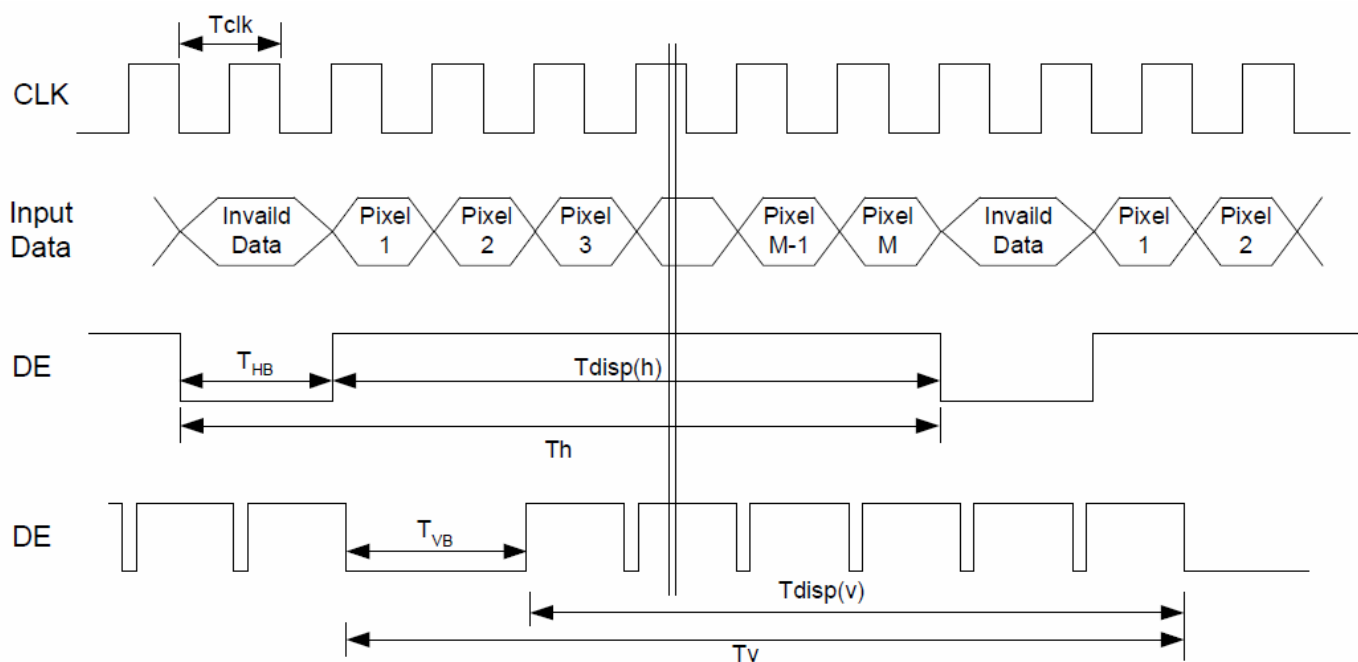 Tclk
CLK
Input
Data
Invaild
Data
Pixel
1
Pixel
2
Pixel
3
Pixel
M-1
Pixel
M
Invaild
Data
Pixel
1
Pixel
2
DE
THB
Tdisp(h)
Th
DE
TVB
Tdisp(v)
Tv